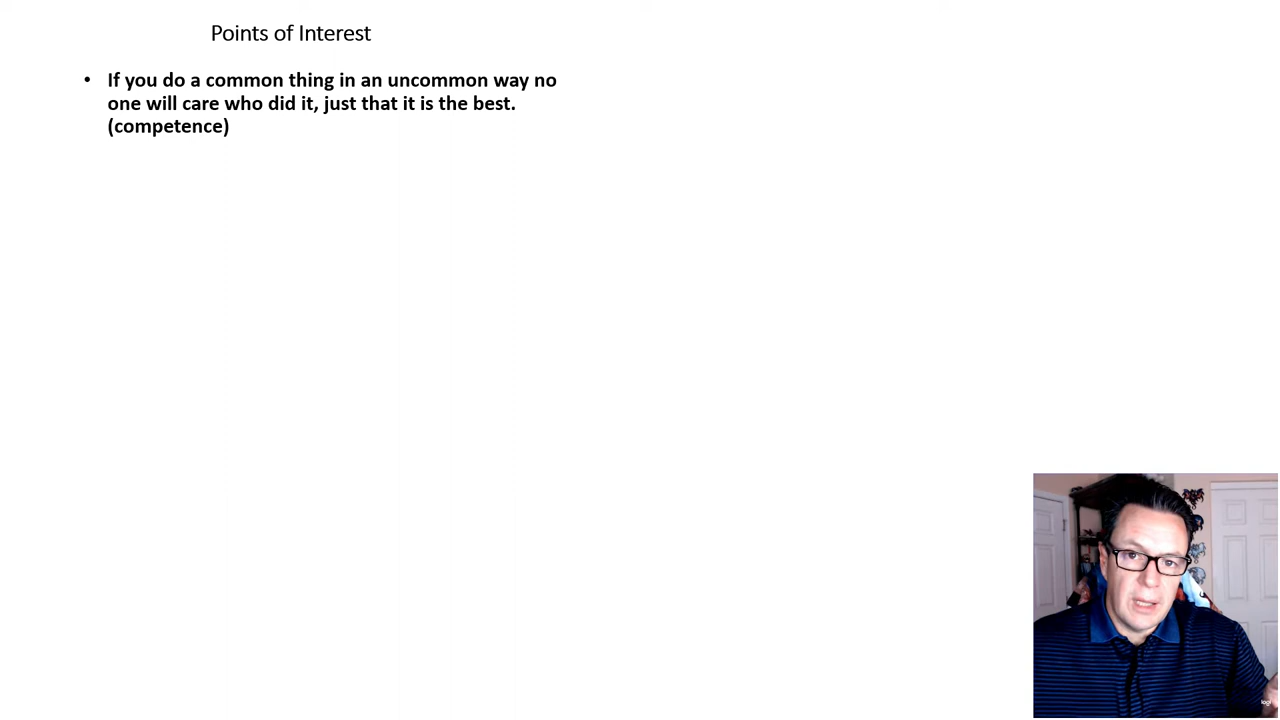 Points of Interest
• If you do a common thing in an uncommon way no
one will care who did it, just that it is the best.
(competence)
logi